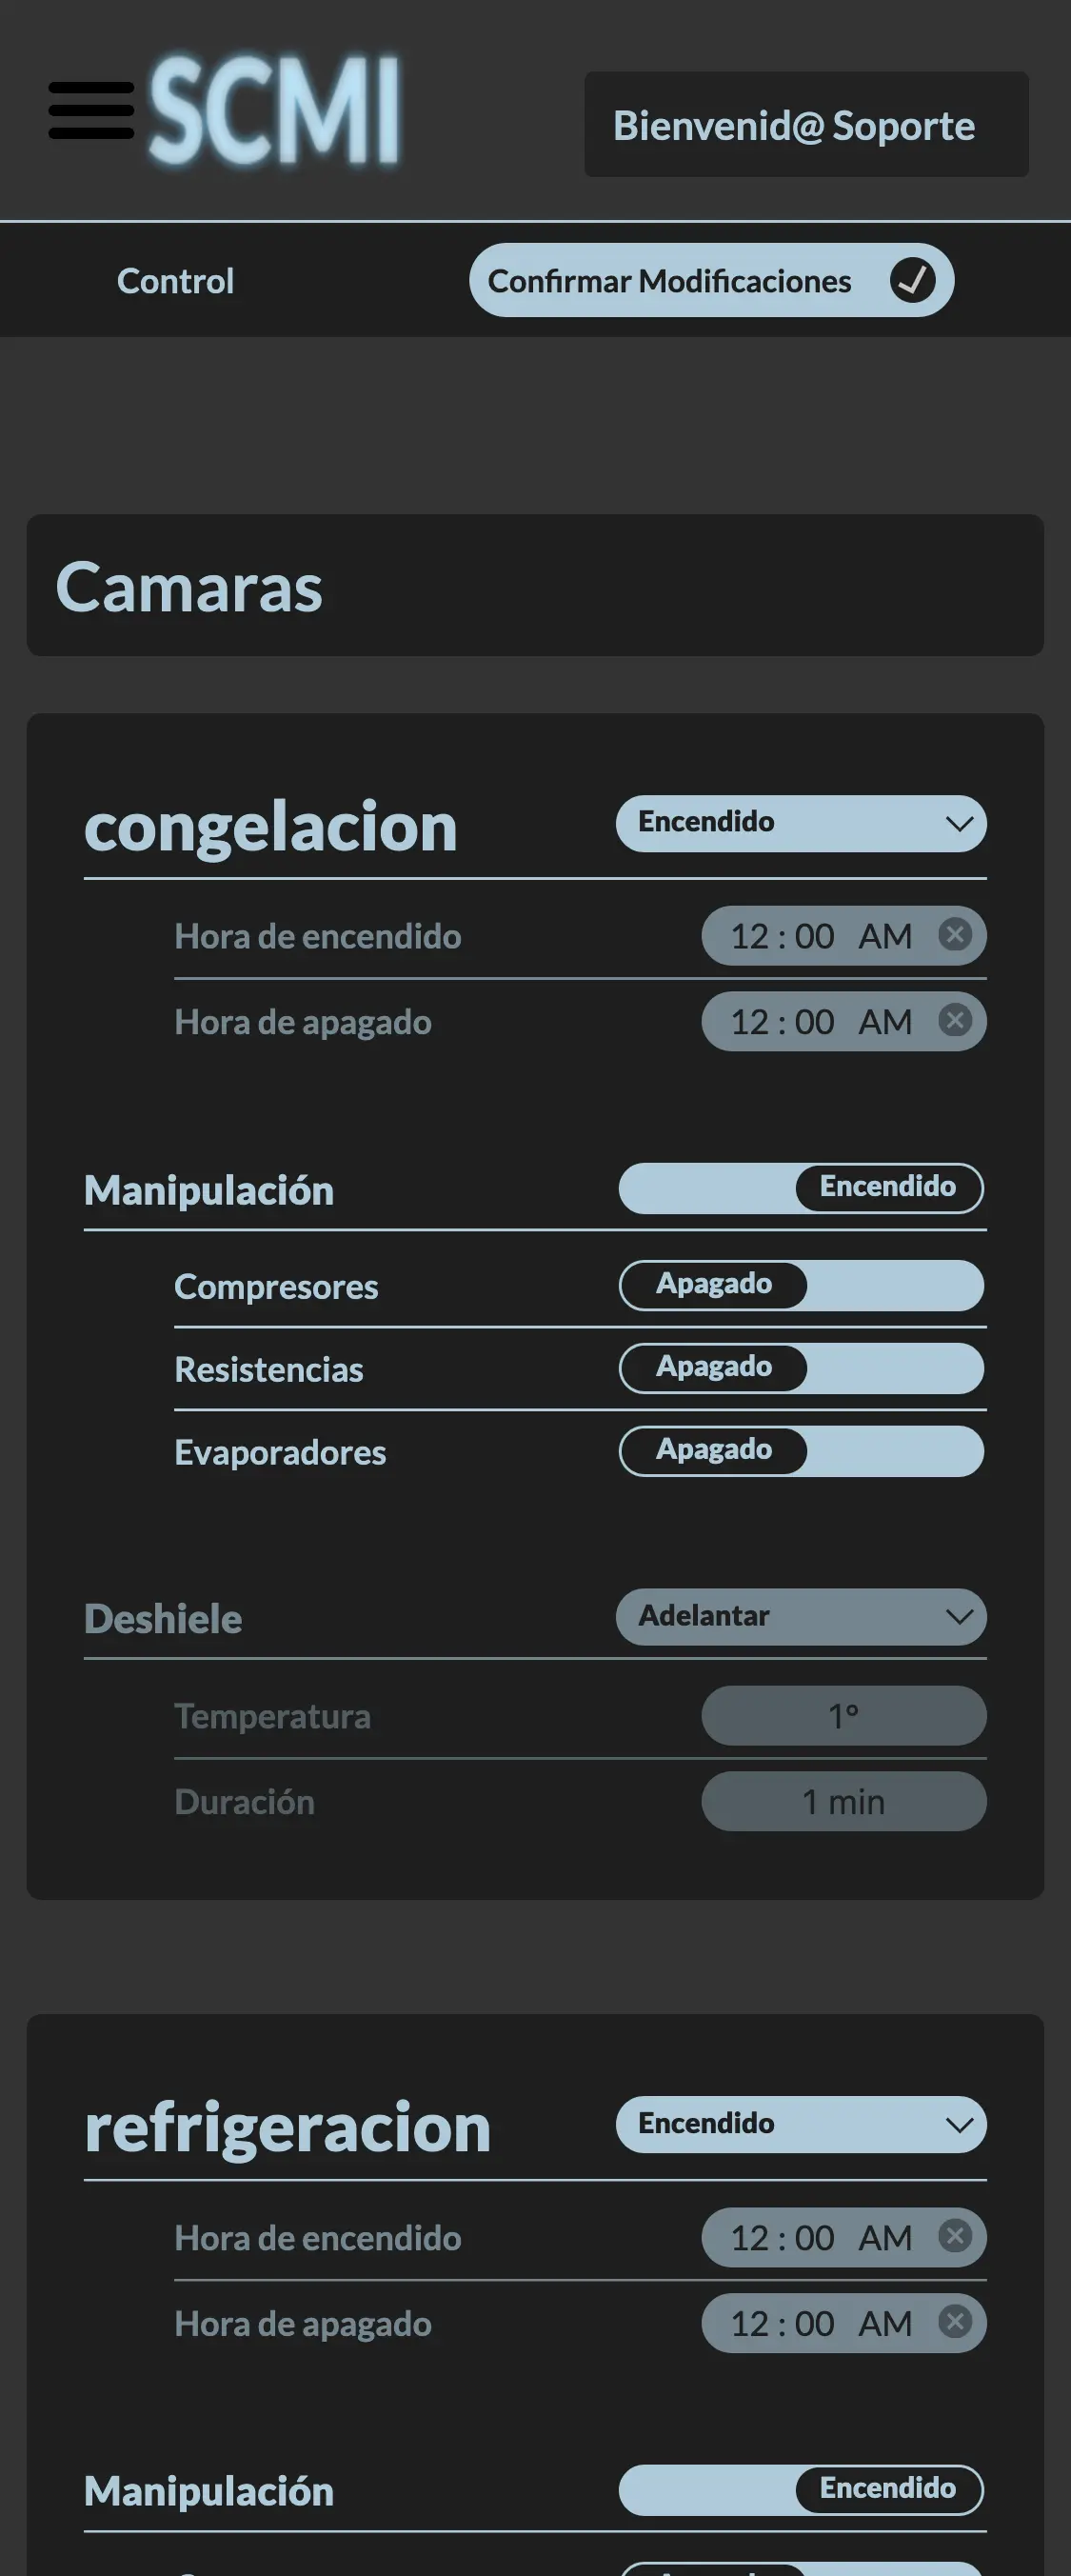 SCMI
Bienvenid@ Soporte
Control
Confirmar Modificaciones
Camaras
congelacion
Encendido
Hora de encendido
12 : 00 AM
Hora de apagado
12 : 00 AM
Manipulación
Encendido
Compresores
Apagado
Resistencias
Apagado
Evaporadores
Apagado
Deshiele
Adelantar
Temperatura
1°
Duración
1 min
refrigeracion
Encendido
Hora de encendido
12 : 00 AM
Hora de apagado
12 : 00 AM
Manipulación
Encendido